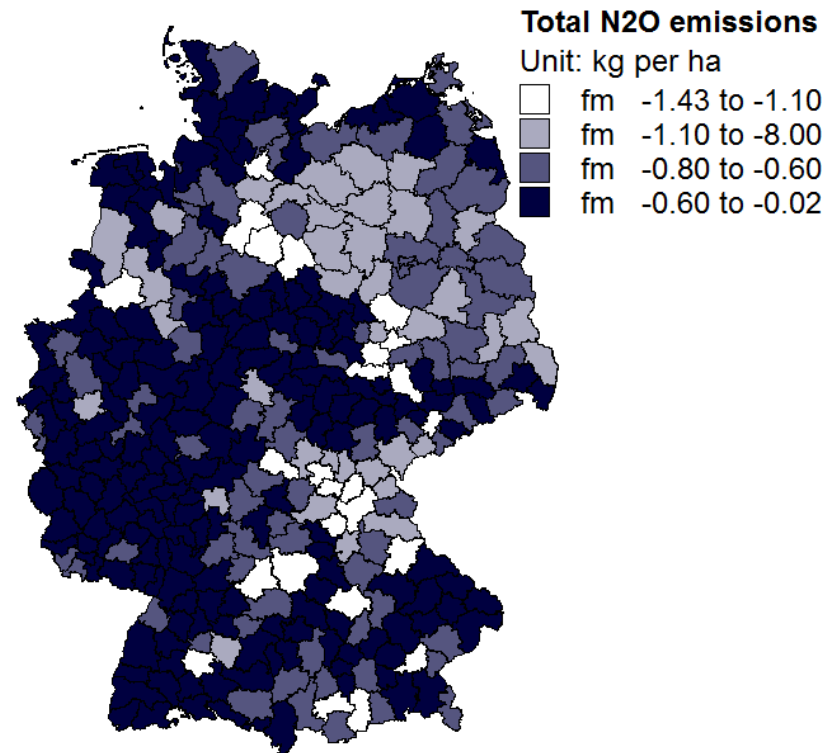 Total N2O emissions
Unit: kg per ha
fm -1.43 to -1.10
fm -1.10 to -8.00
fm -0.80 to -0.60
fm -0.60 to -0.02